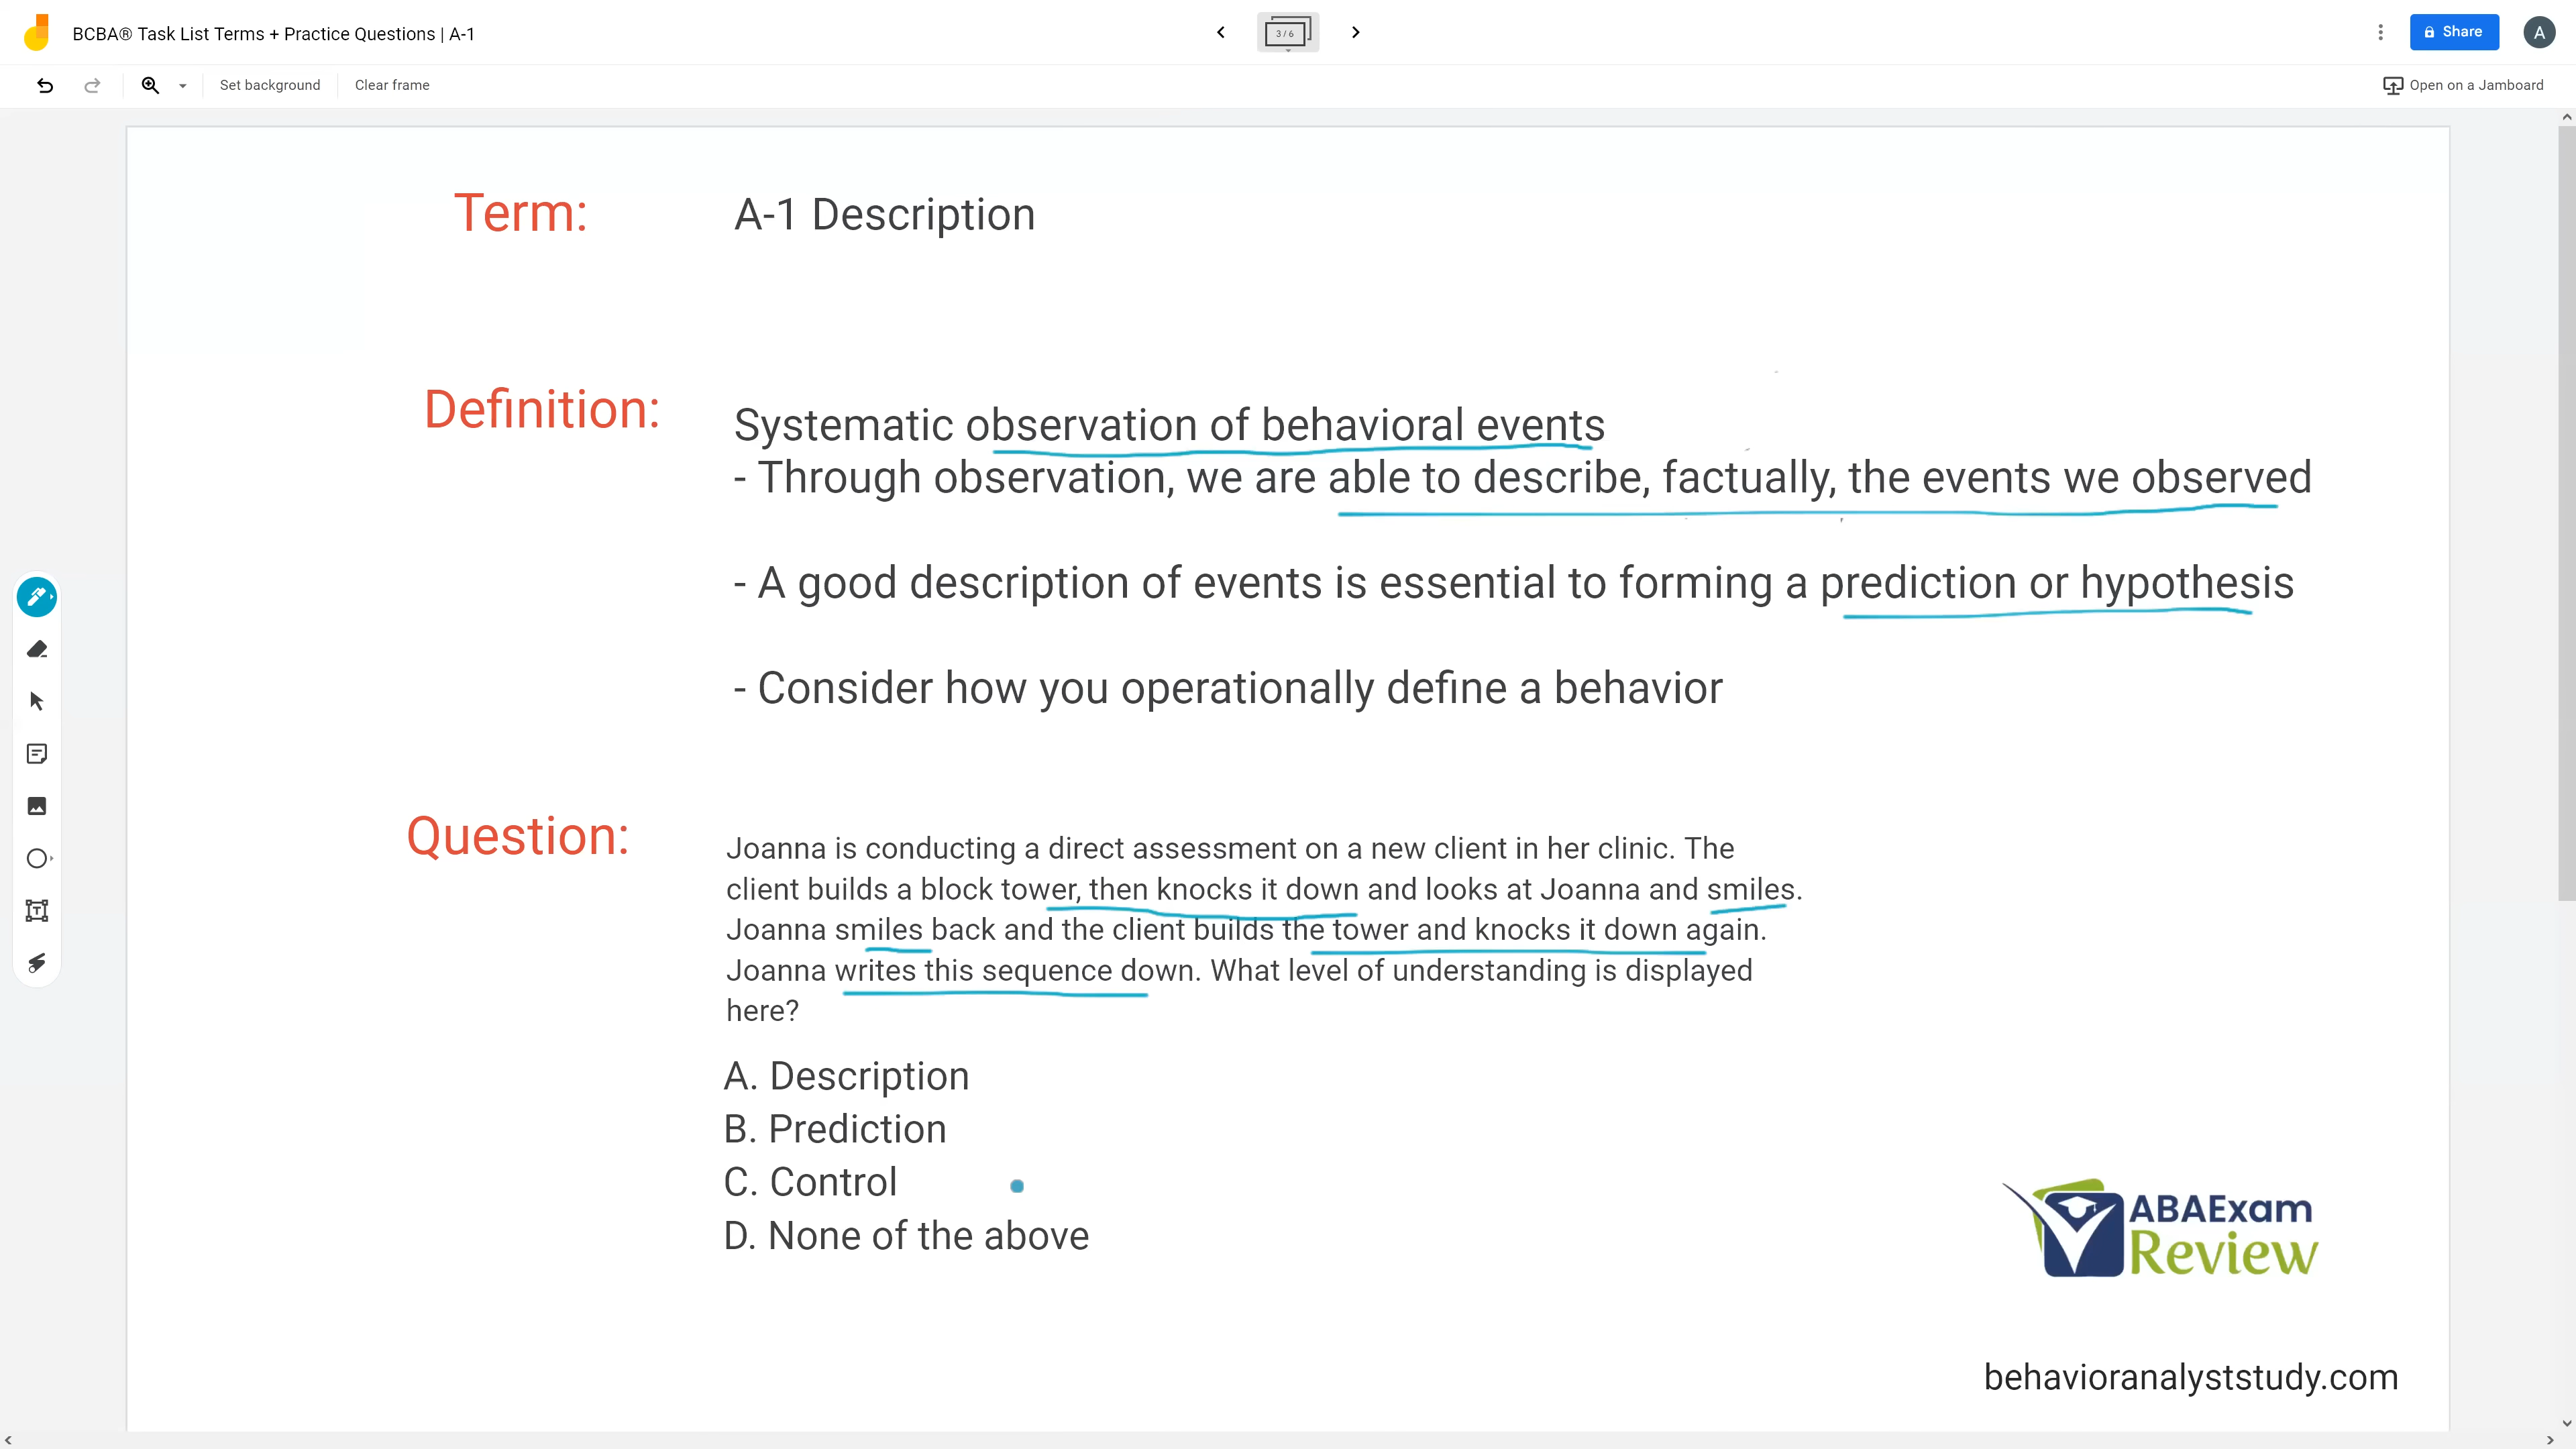 BCBA® Task List Terms + Practice Questions | A-1
3 / 6
Share
A
Set background
Clear frame
Open on a Jamboard
Term:
A-1 Description
Definition:
Systematic observation of behavioral events
- Through observation, we are able to describe, factually, the events we observed
- A good description of events is essential to forming a prediction or hypothesis
- Consider how you operationally define a behavior
Question:
Joanna is conducting a direct assessment on a new client in her clinic. The
client builds a block tower, then knocks it down and looks at Joanna and smiles.
Joanna smiles back and the client builds the tower and knocks it down again.
Joanna writes this sequence down. What level of understanding is displayed
here?
A. Description
B. Prediction
C. Control
D. None of the above
ABAExam
Review
behavioranalyststudy.com